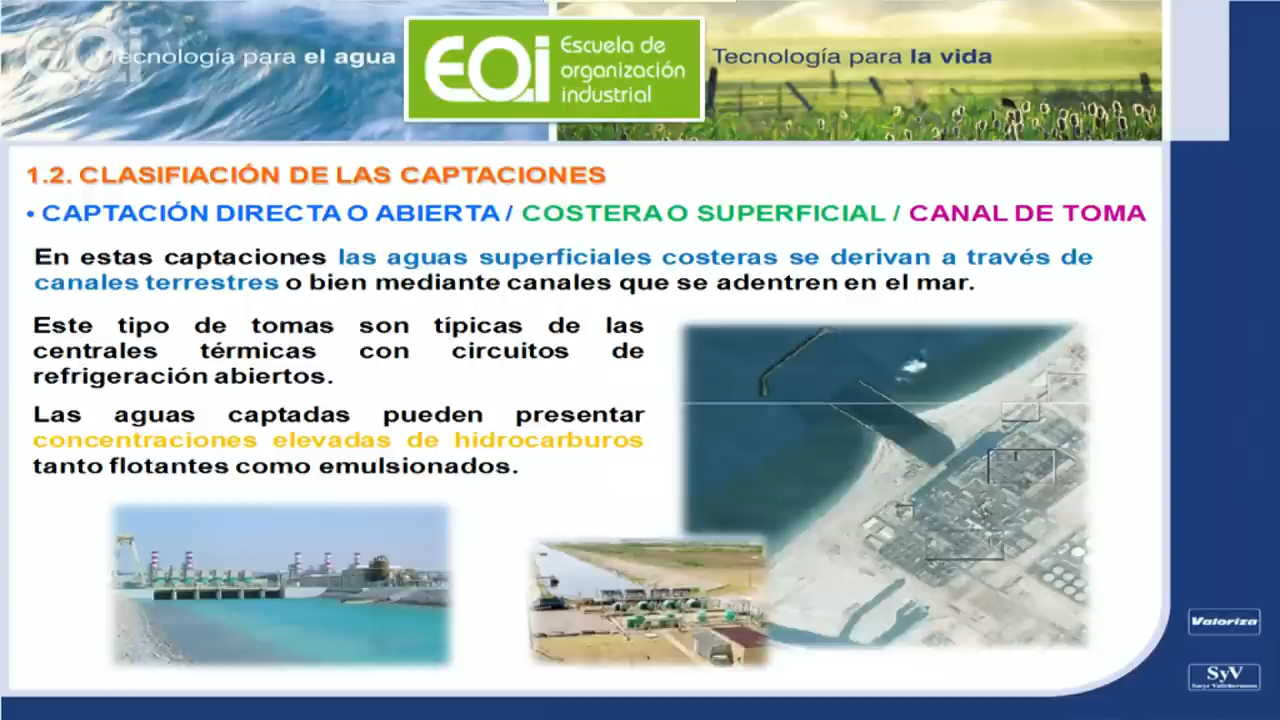 Tecnología para el agua
EOi Escuela de
organización
industrial
Tecnología para la vida
EOi
1.2. CLASIFIACIÓN DE LAS CAPTACIONES
• CAPTACIÓN DIRECTA O ABIERTA / COSTERA O SUPERFICIAL / CANAL DE TOMA
En estas captaciones las aguas superficiales costeras se derivan a través de
canales terrestres o bien mediante canales que se adentren en el mar.
Este tipo de tomas son típicas de las
centrales térmicas con circuitos de
refrigeración abiertos.
Las aguas captadas pueden presentar
concentraciones elevadas de hidrocarburos
tanto flotantes como emulsionados.
Valoriza
SyV
Sacyr Vallehermoso